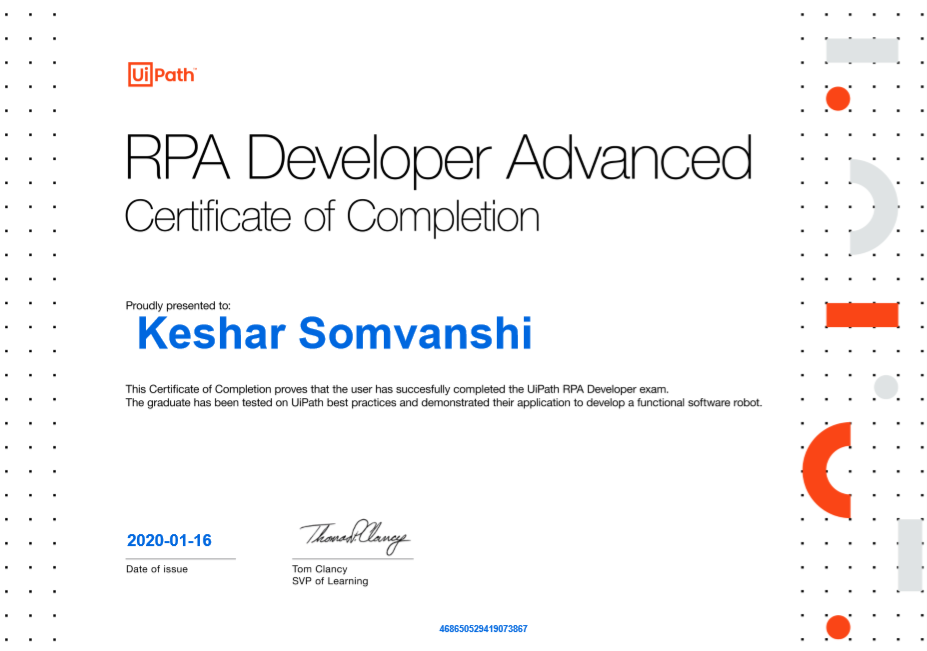 UiPath™
RPA Developer Advanced
Certificate of Completion
Proudly presented to:
Keshar Somvanshi
This Certificate of Completion proves that the user has succesfully completed the UiPath RPA Developer exam.
The graduate has been tested on UiPath best practices and demonstrated their application to develop a functional software robot.
2020-01-16
Thomas P. Clancy
Date of issue
Tom Clancy
SVP of Learning
468650529419073867